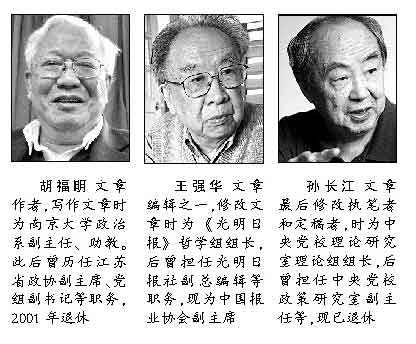 胡福明 文章
作者,写作文章时
为南京大学政治
系副主任、助教。
此后曾历任江苏
省政协副主席、党
组副书记等职务,
2001 年退休
王强华 文章
编辑之一,修改文
章时为《光明日
报》哲学组组长,
后曾担任光明日
报社副总编辑等
职务,现为中国报
业协会副主席
孙长江 文章
最后修改执笔者
和定稿者,时为中
央党校理论研究
室理论组组长,后
曾担任中央党校
政策研究室副主
任等,现已退休